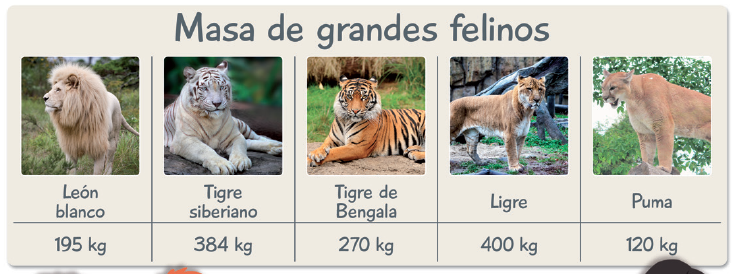 Masa de grandes felinos
León
blanco
Tigre
siberiano
Tigre de
Bengala
Ligre
Puma
195 kg
384 kg
270 kg
400 kg
120 kg